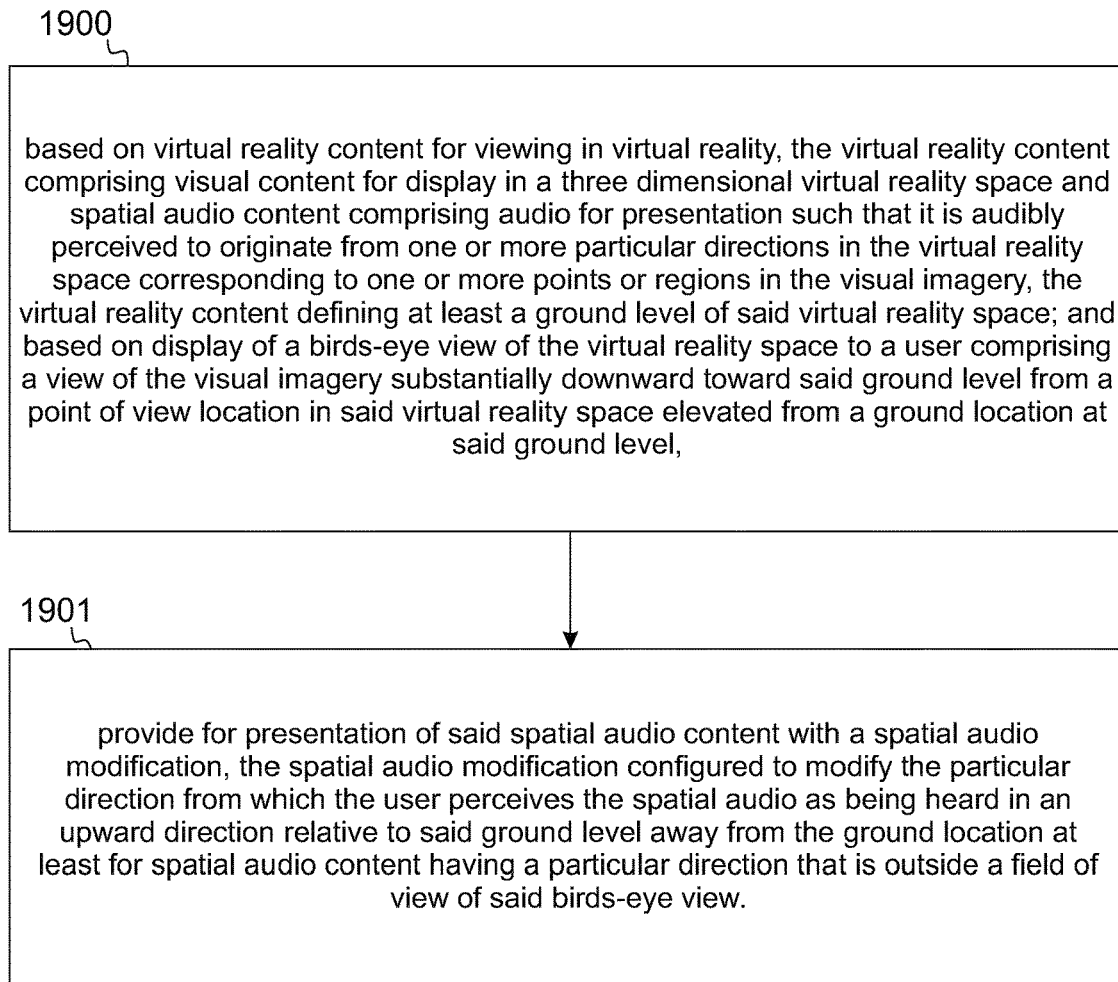 1900
based on virtual reality content for viewing in virtual reality, the virtual reality content
comprising visual content for display in a three dimensional virtual reality space and
spatial audio content comprising audio for presentation such that it is audibly
perceived to originate from one or more particular directions in the virtual reality
space corresponding to one or more points or regions in the visual imagery, the
virtual reality content defining at least a ground level of said virtual reality space; and
based on display of a birds-eye view of the virtual reality space to a user comprising
a view of the visual imagery substantially downward toward said ground level from a
point of view location in said virtual reality space elevated from a ground location at
said ground level,
1901
provide for presentation of said spatial audio content with a spatial audio
modification, the spatial audio modification configured to modify the particular
direction from which the user perceives the spatial audio as being heard in an
upward direction relative to said ground level away from the ground location at
least for spatial audio content having a particular direction that is outside a field of
view of said birds-eye view.